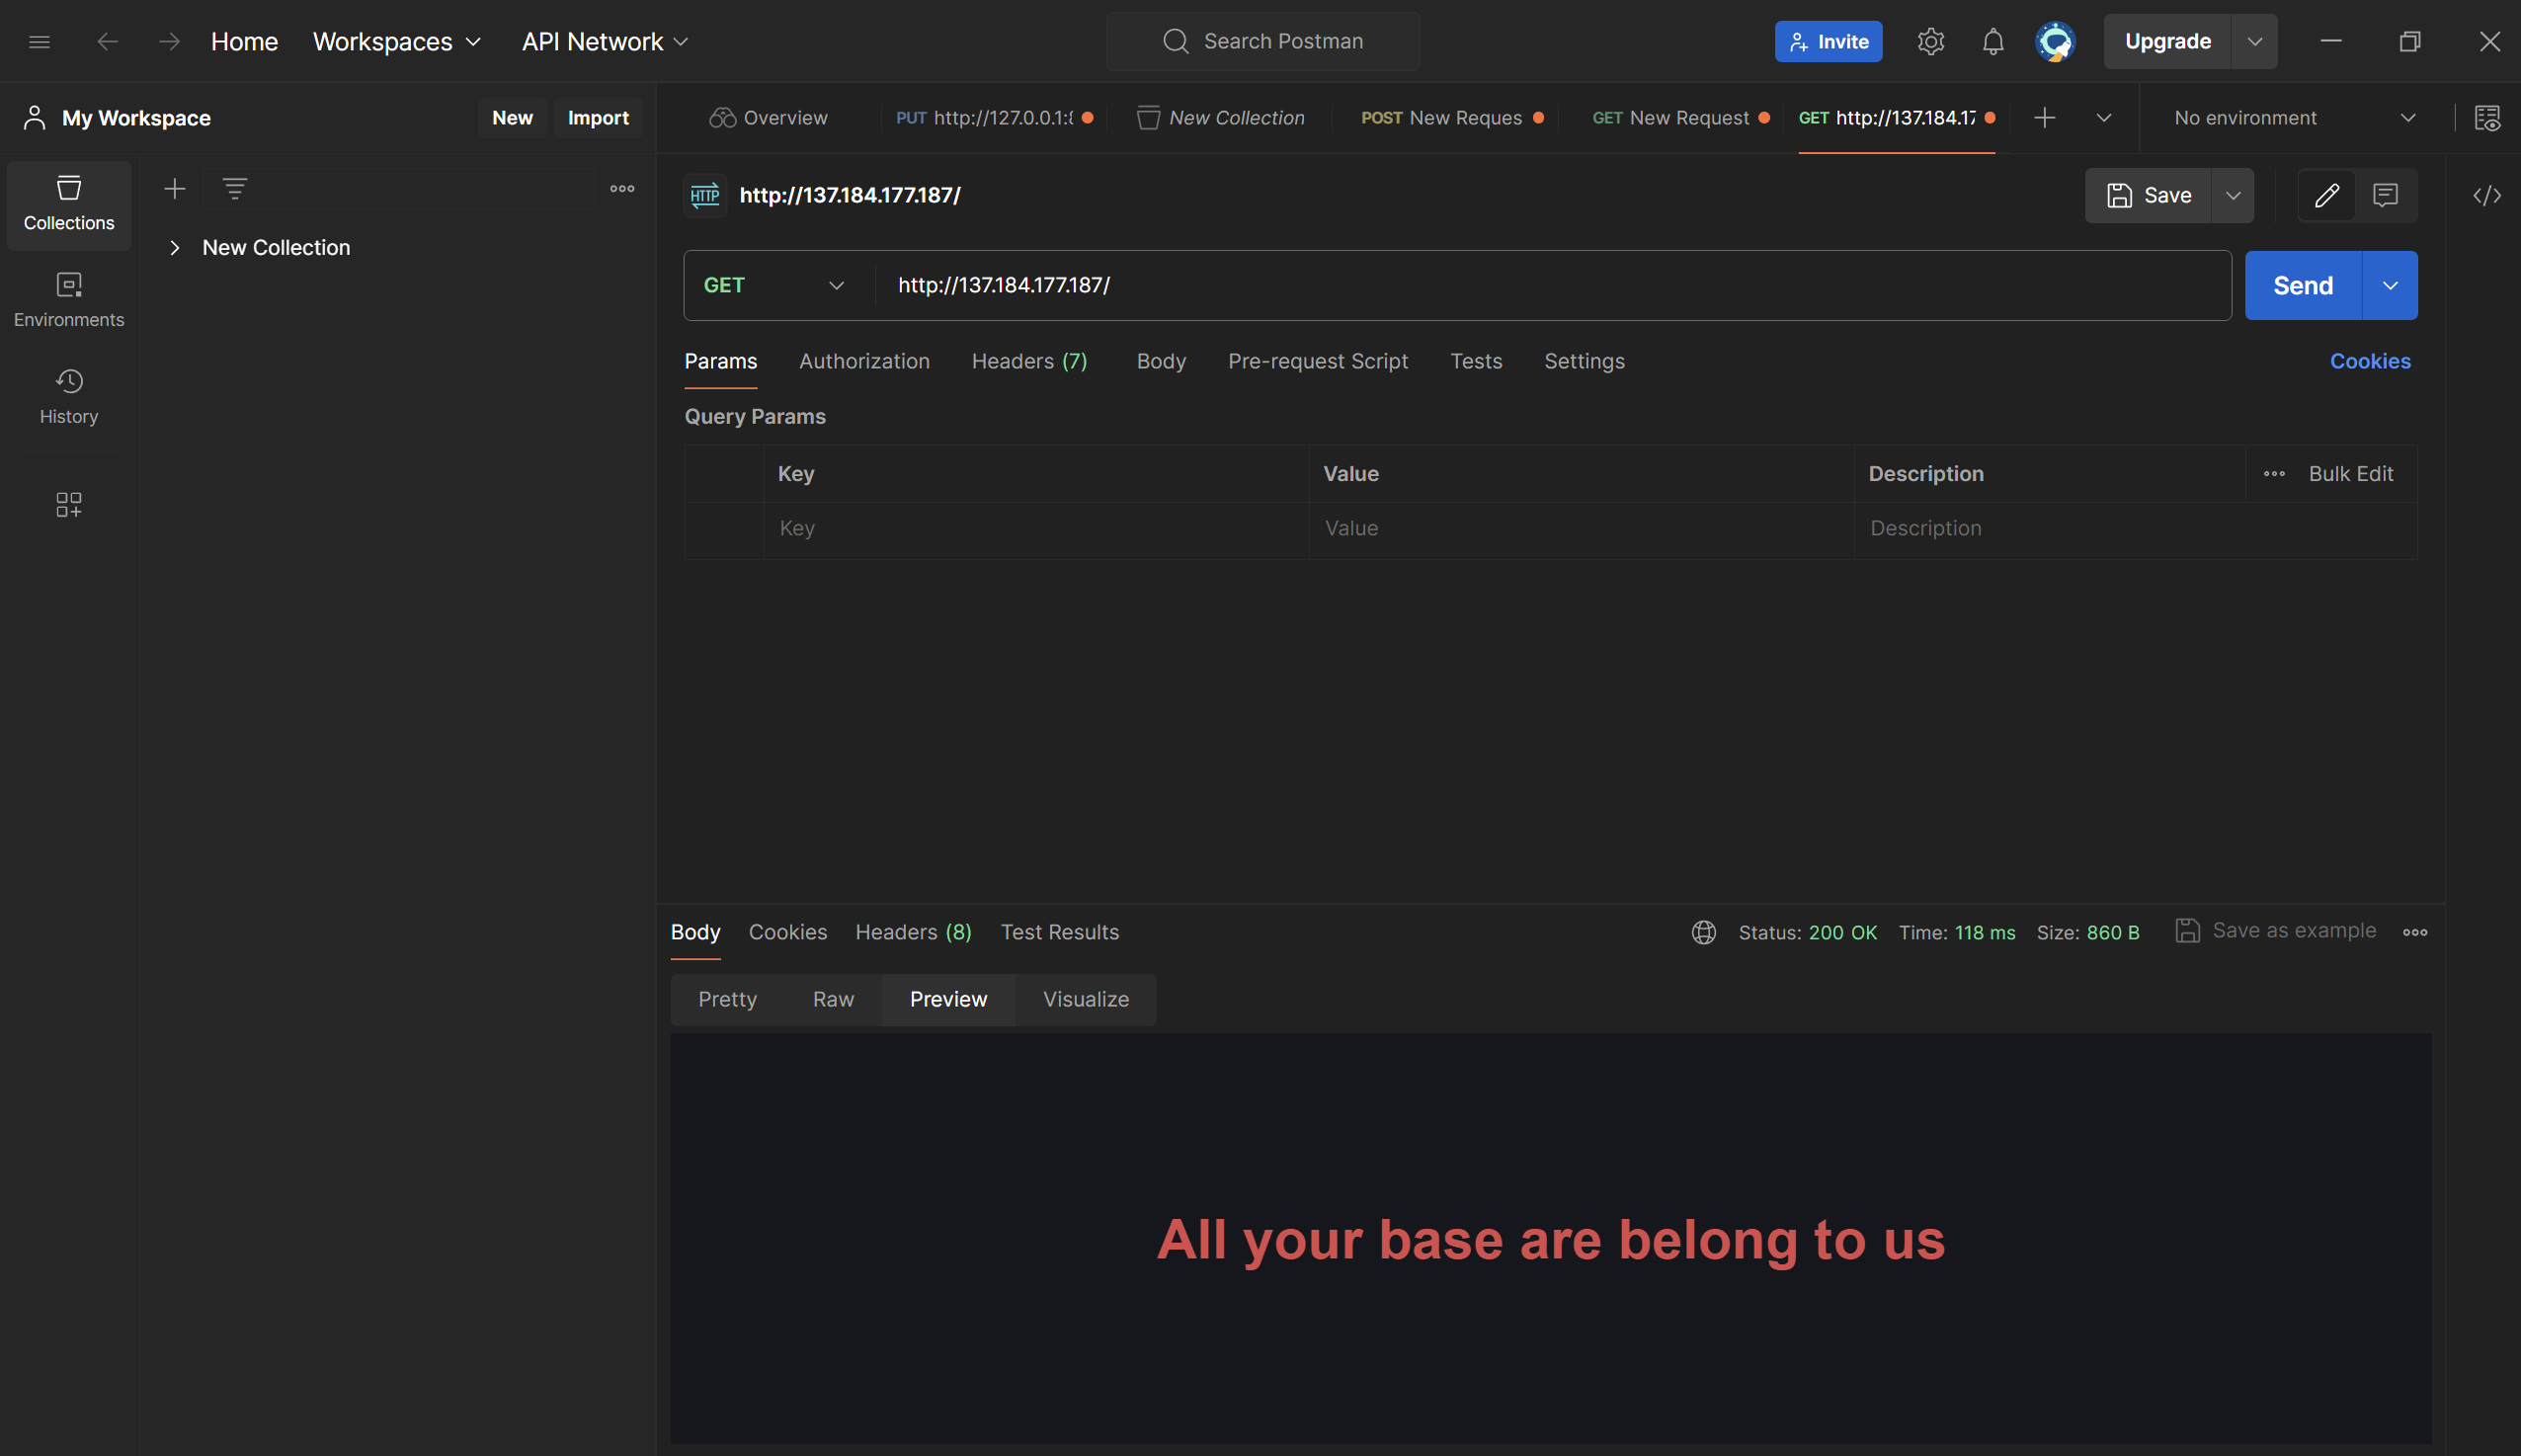 Home Workspaces API Network Search Postman Invite Upgrade
My Workspace New Import
Overview PUT http://127.0.0.1:8 New Collection POST New Reques GET New Request GET http://137.184.17 No environment
Collections
Environments
History
New Collection
HTTP http://137.184.177.187/ Save
GET http://137.184.177.187/ Send
Params Authorization Headers (7) Body Pre-request Script Tests Settings Cookies
Query Params
Key Value Description Bulk Edit
Key Value Description
Body Cookies Headers (8) Test Results Status: 200 OK Time: 118 ms Size: 860 B Save as example
Pretty Raw Preview Visualize
All your base are belong to us